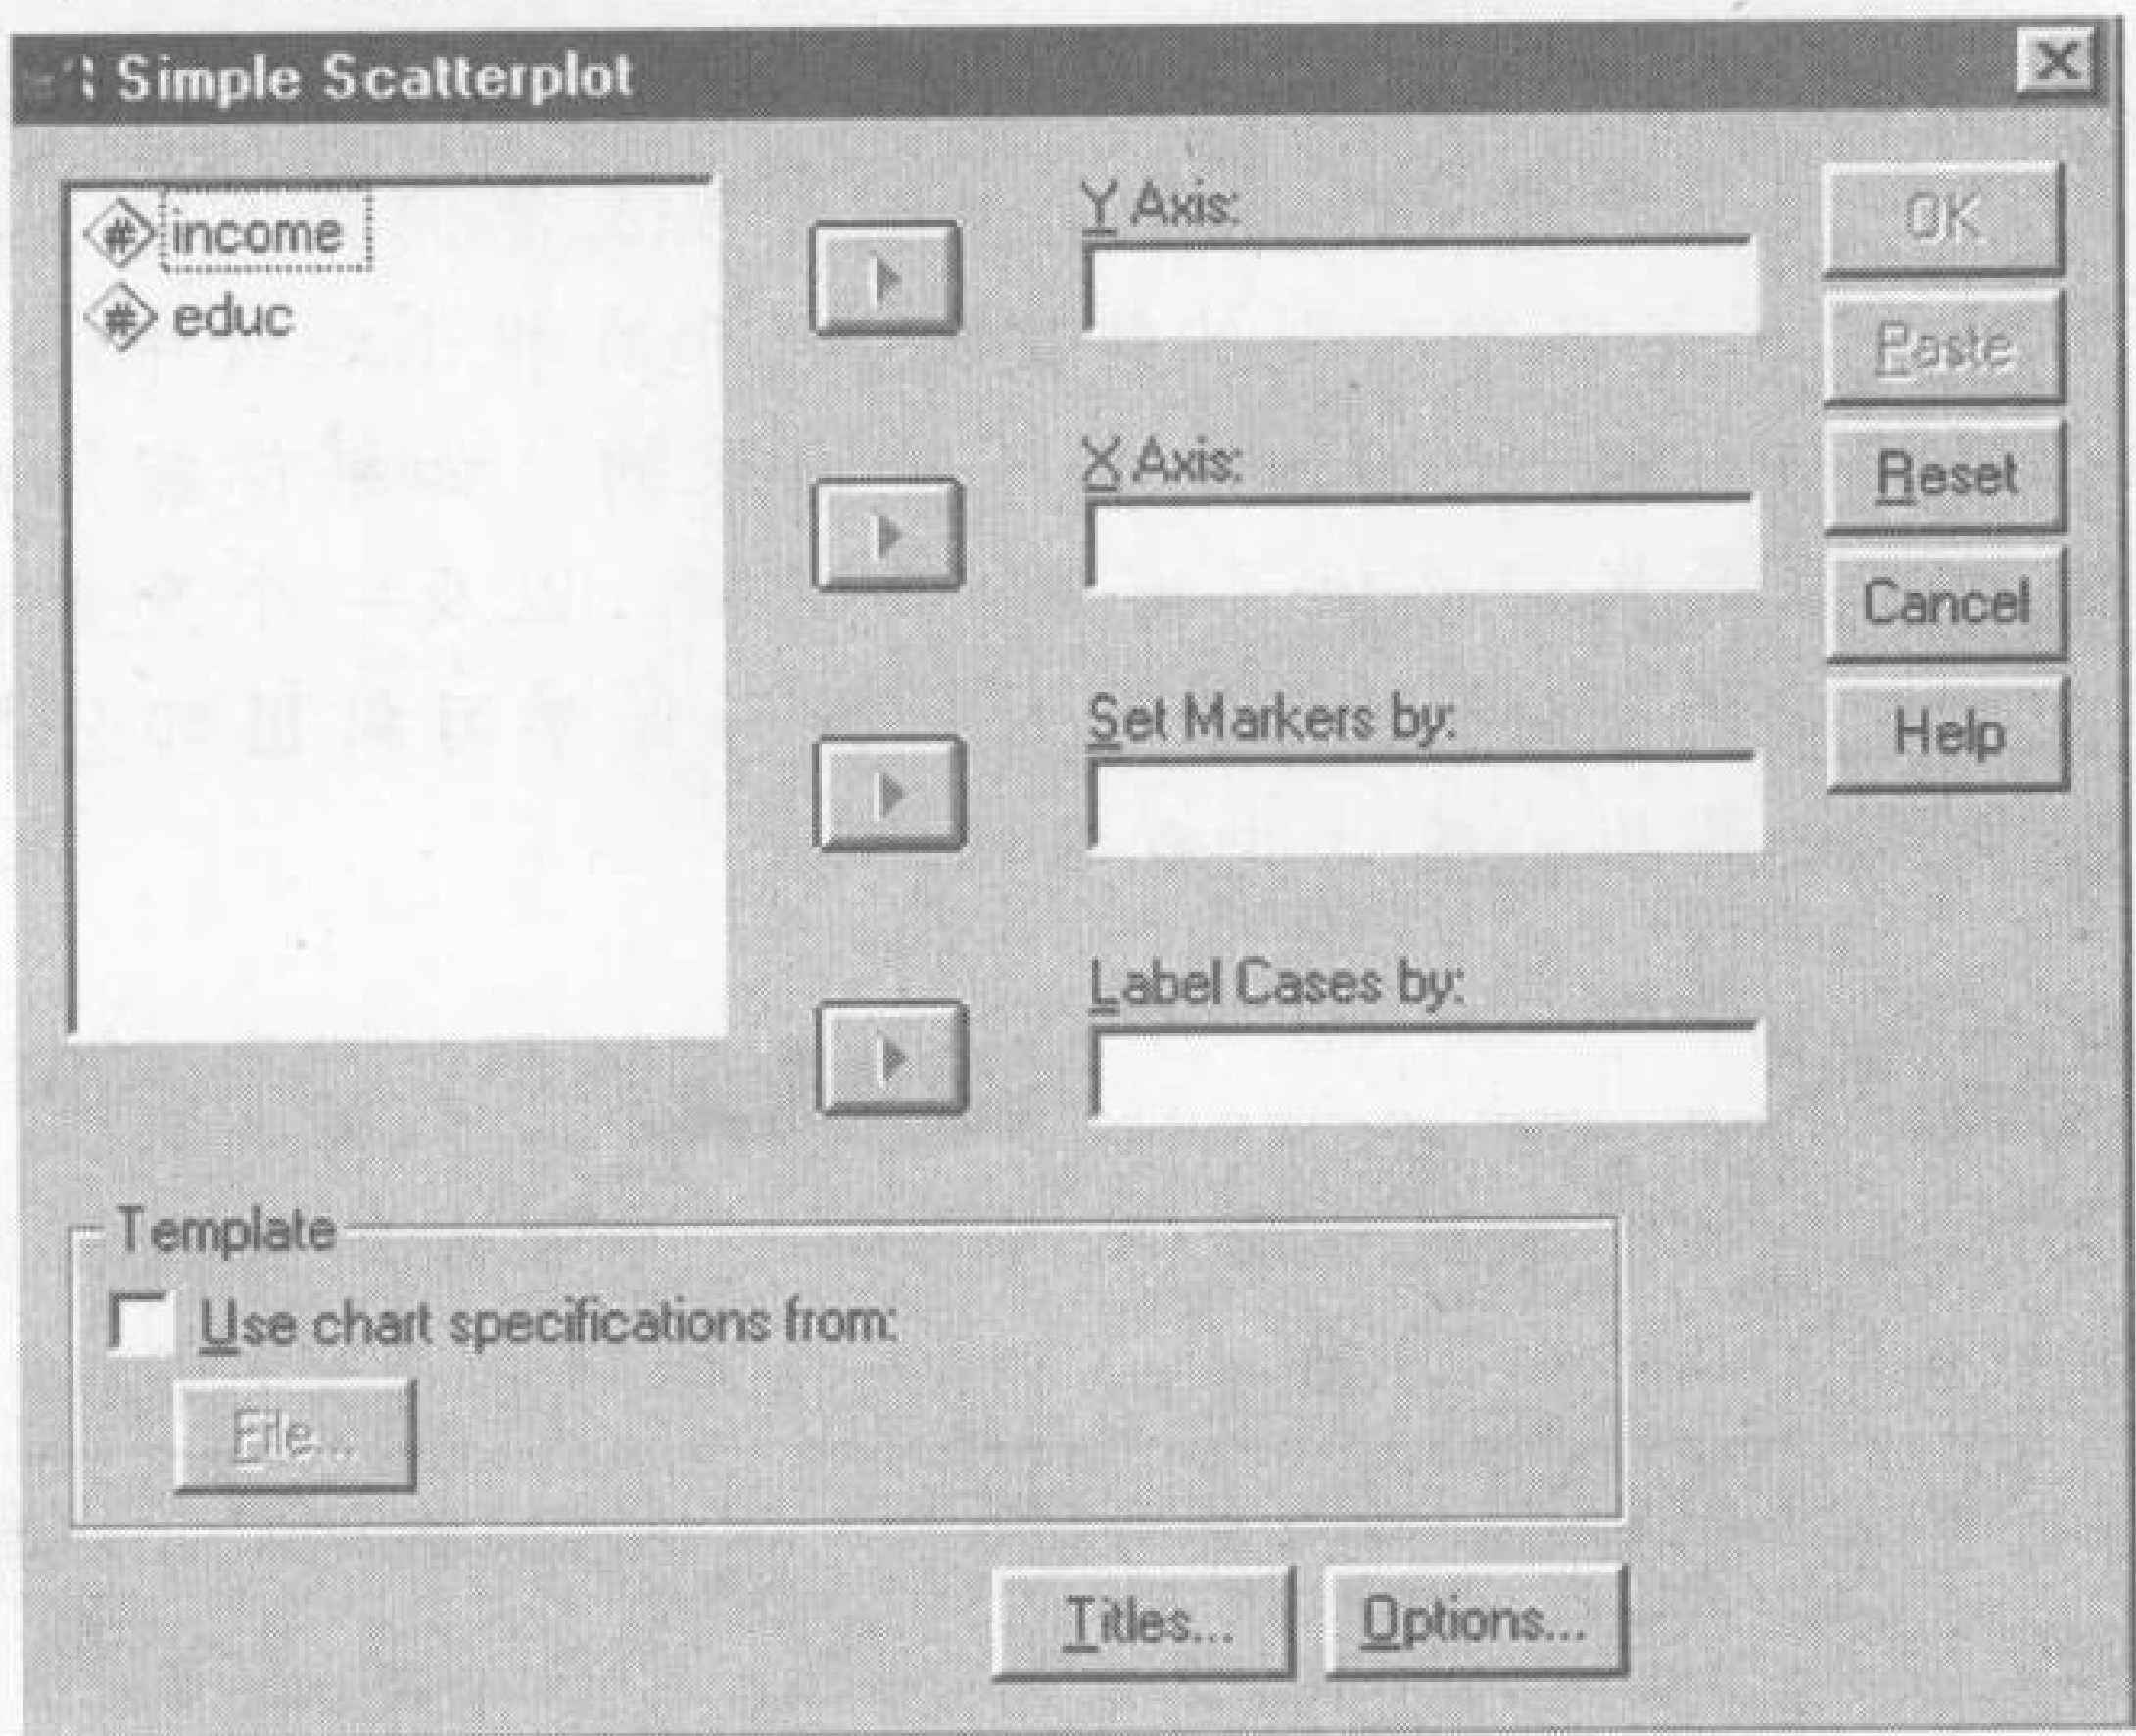 Simple Scatterplot
income
educ
Y Axis:
X Axis:
Set Markers by:
Label Cases by:
OK
Paste
Reset
Cancel
Help
Template
Use chart specifications from:
File...
Titles...
Options...